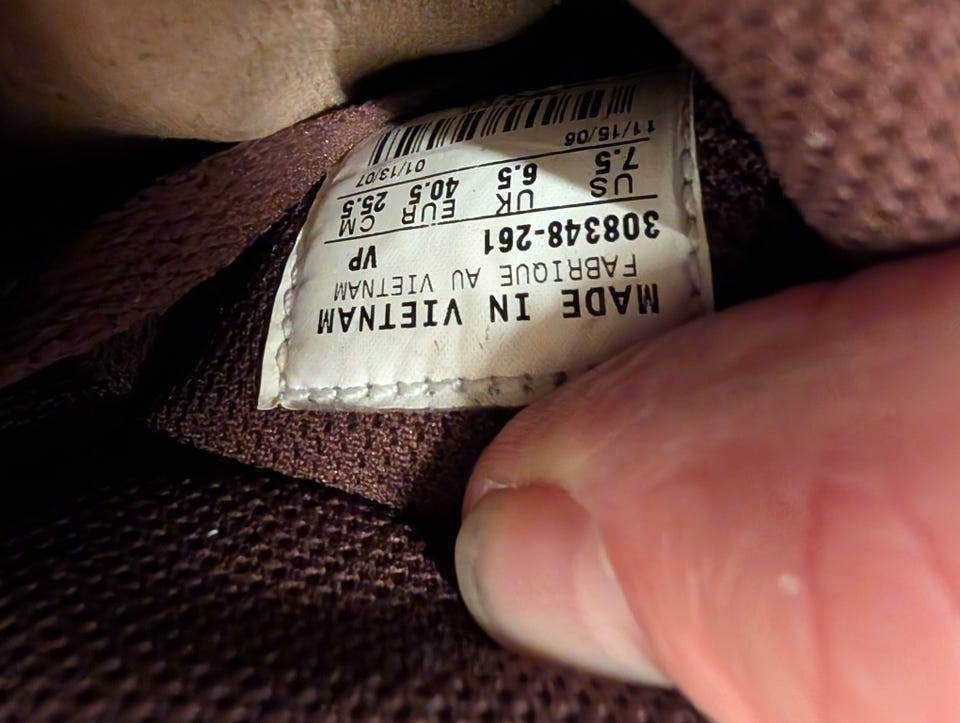 MADE IN VIETNAM
FABRIQUE AU VIETNAM
308348-261 VP
US UK EUR CM
7.5 6.5 40.5 25.5
11/15/06 01/13/07